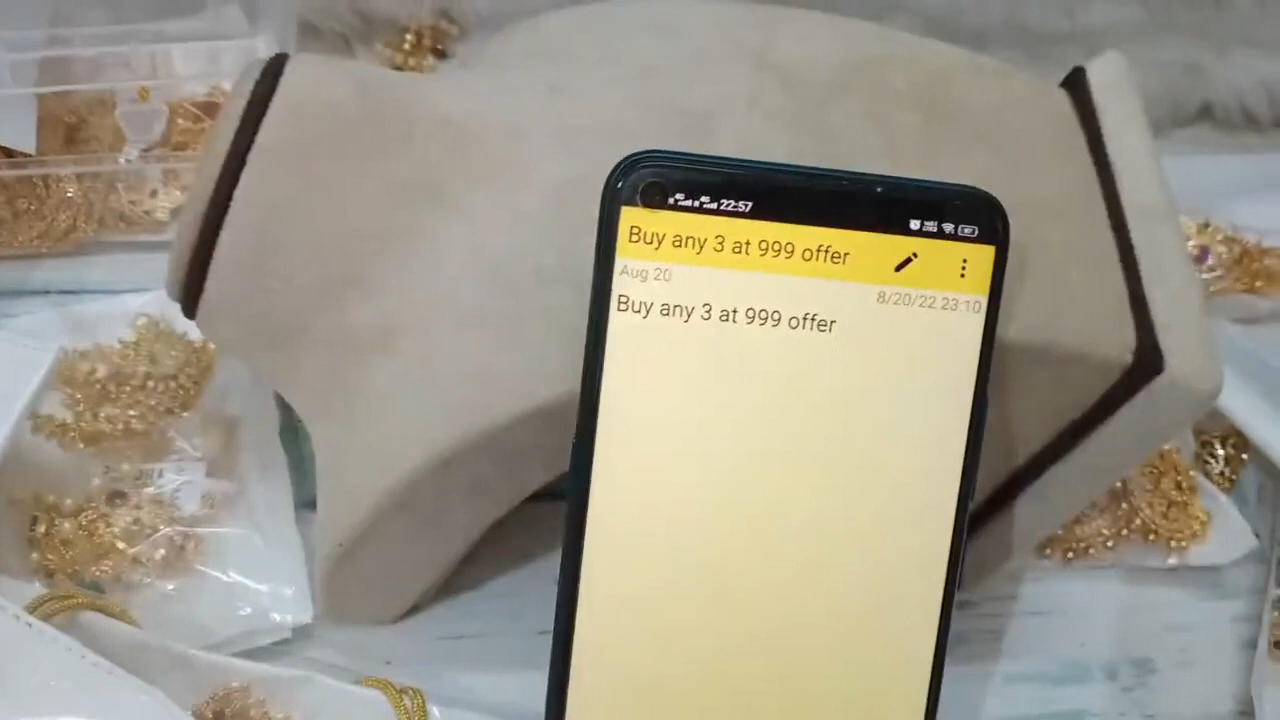 22:57
Buy any 3 at 999 offer
Aug 20
8/20/22 23:10
Buy any 3 at 999 offer